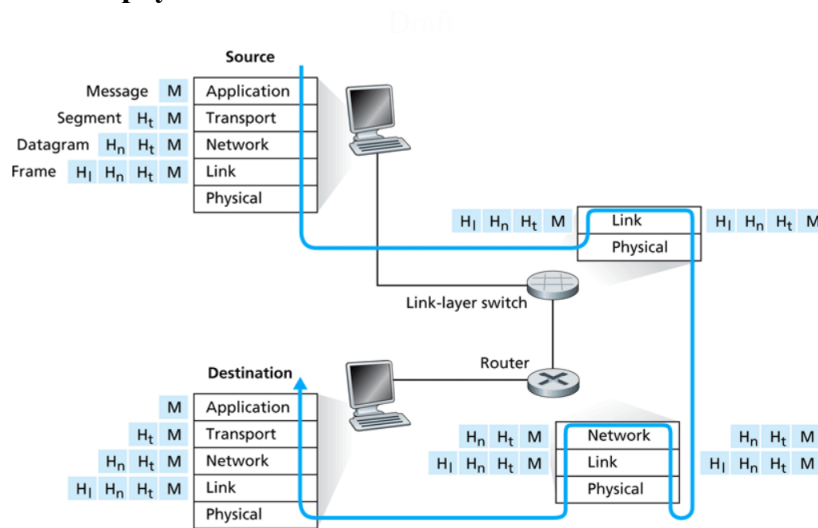 Draft
Source
Message M Application
Segment Ht M Transport
Datagram Hn Ht M Network
Frame Hl Hn Ht M Link
Physical
Hl Hn Ht M Link Hl Hn Ht M
Physical
Link-layer switch
Router
Destination
M Application
Ht M Transport
Hn Ht M Network
Hl Hn Ht M Link
Physical
Hn Ht M Network Hn Ht M
Hl Hn Ht M Link Hl Hn Ht M
Physical